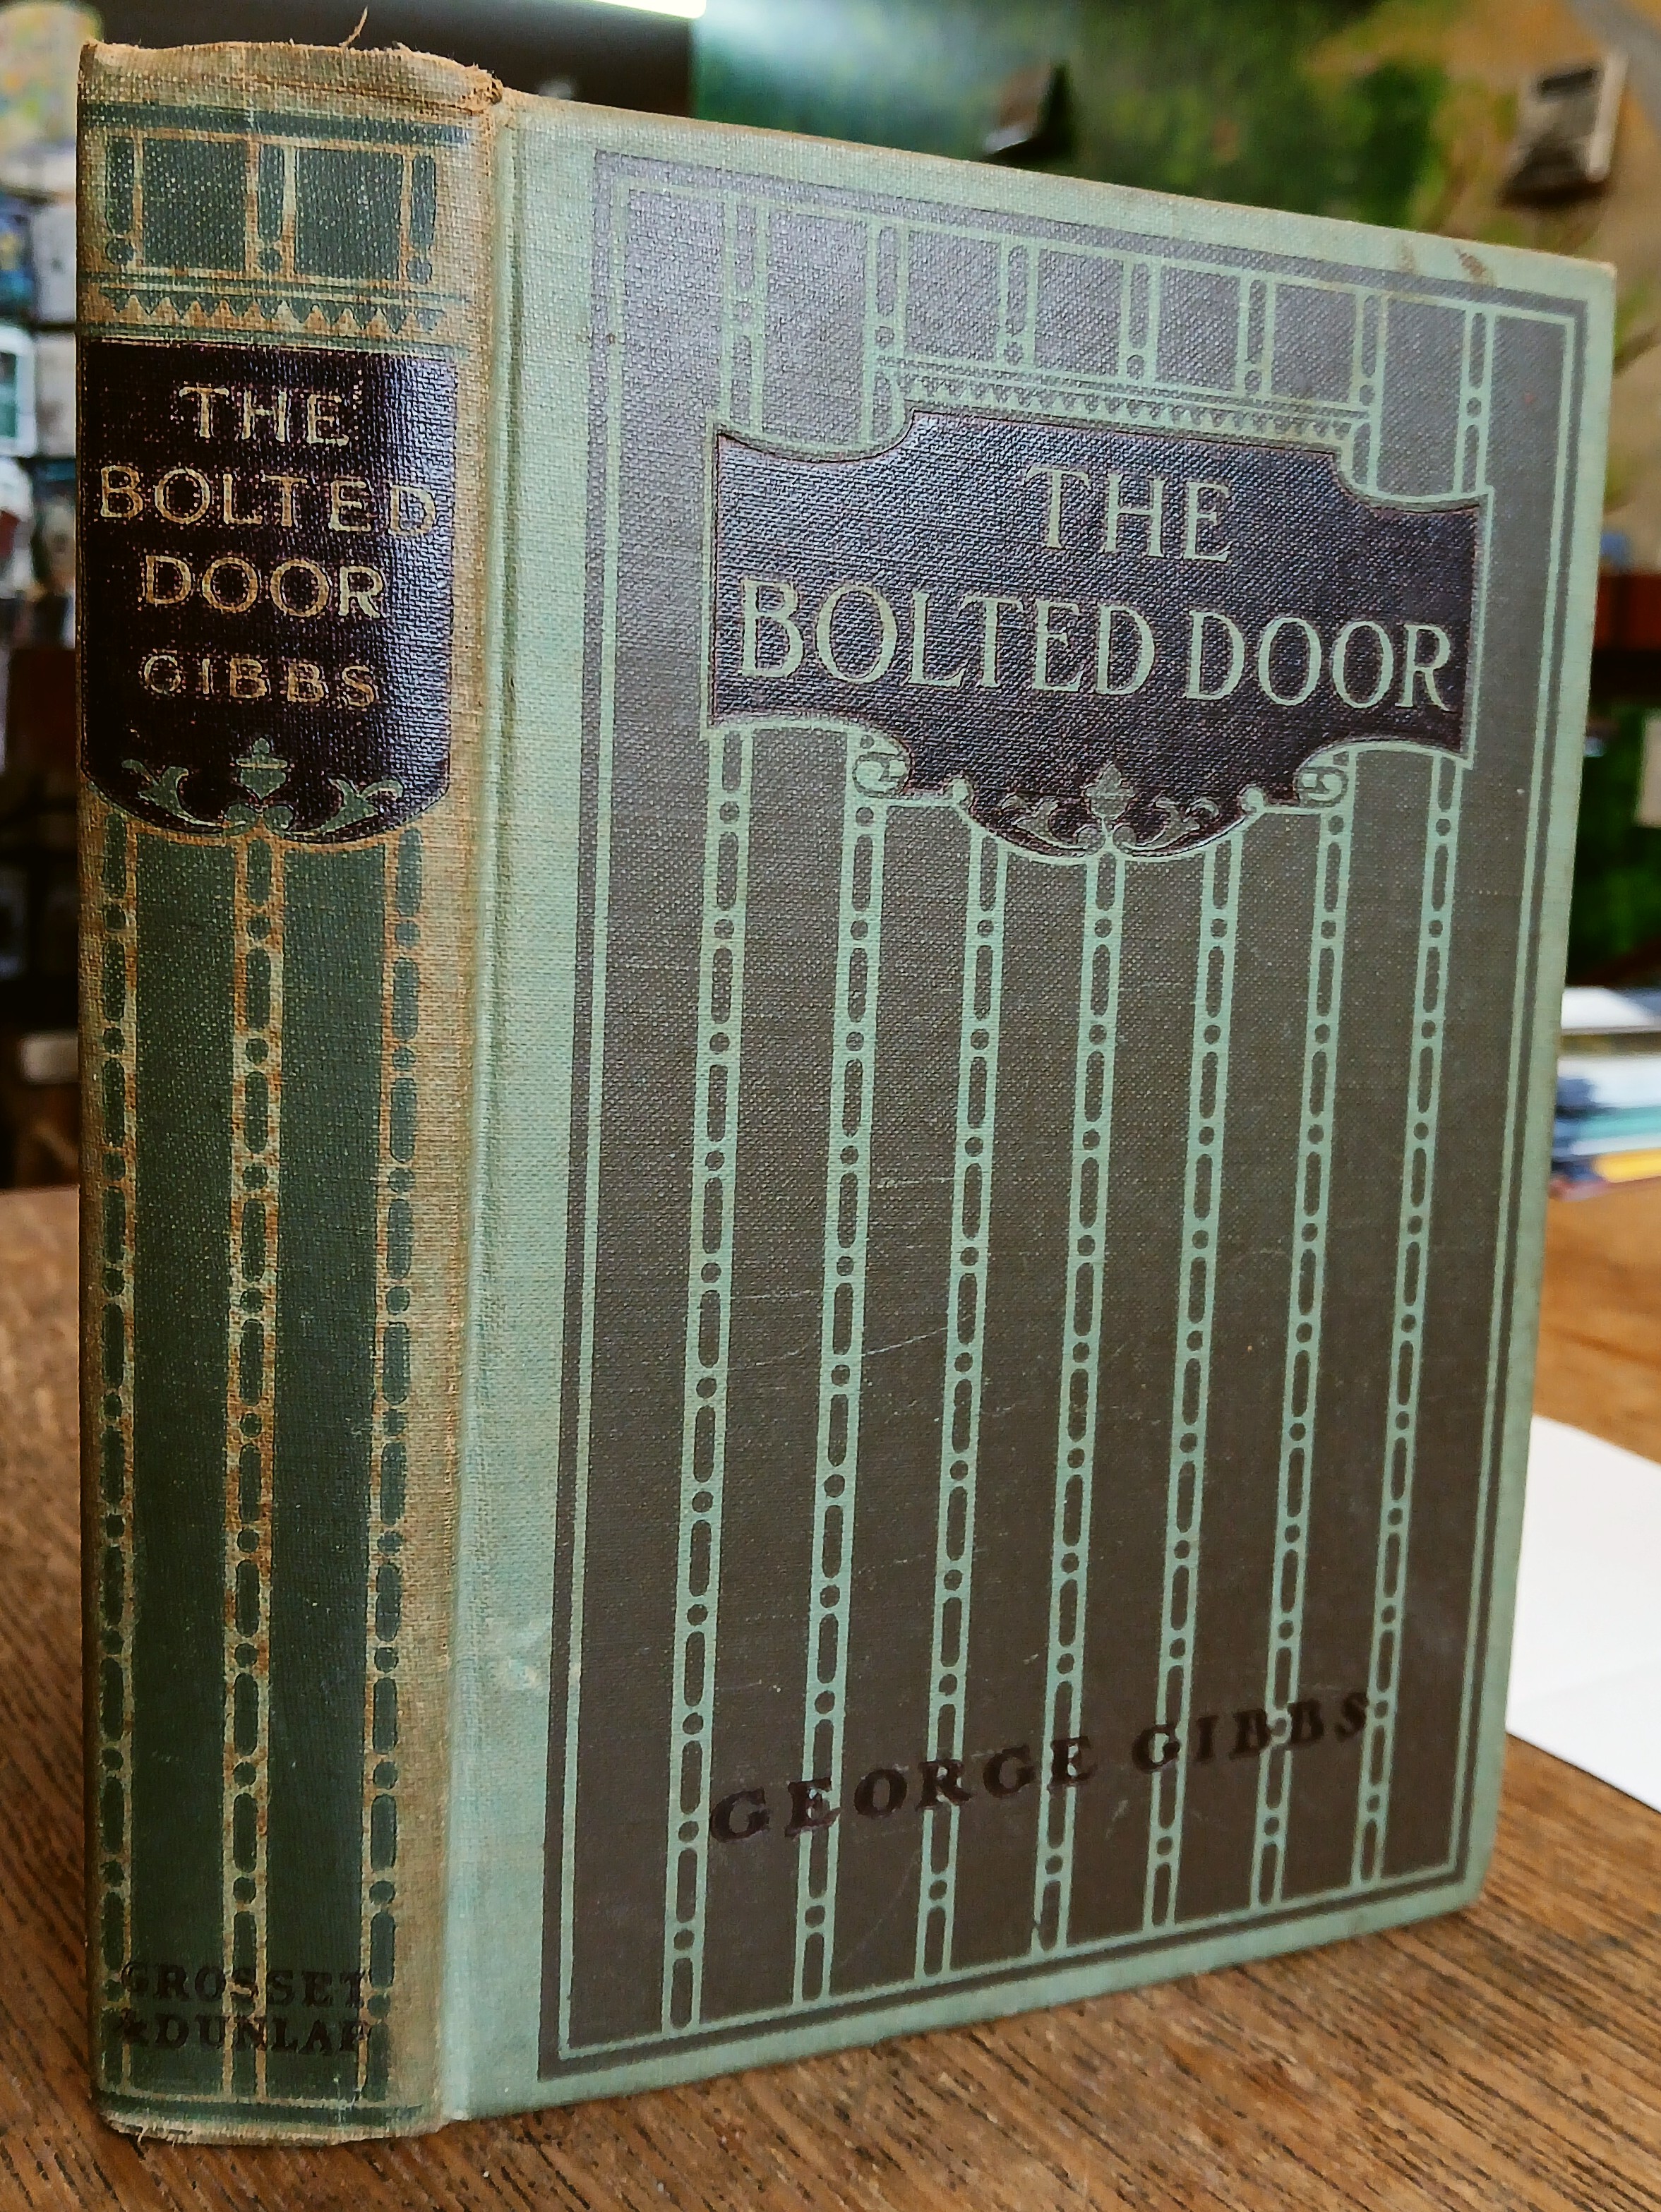 THE
BOLTED
DOOR
GIBBS
GROSSET
& DUNLAP
THE
BOLTED DOOR
GEORGE GIBBS